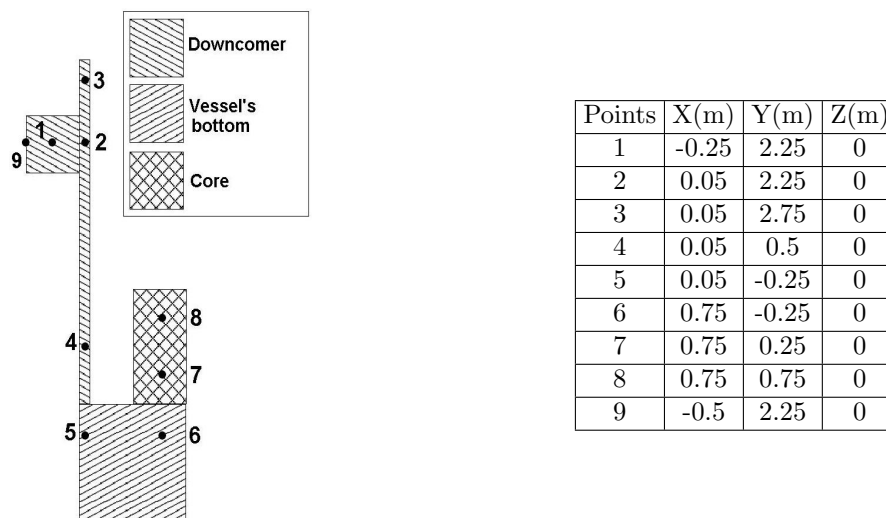 Downcomer
Vessel's
bottom
Core
3
1
2
9
8
4
7
5
6
Points X(m) Y(m) Z(m)
1 -0.25 2.25 0
2 0.05 2.25 0
3 0.05 2.75 0
4 0.05 0.5 0
5 0.05 -0.25 0
6 0.75 -0.25 0
7 0.75 0.25 0
8 0.75 0.75 0
9 -0.5 2.25 0